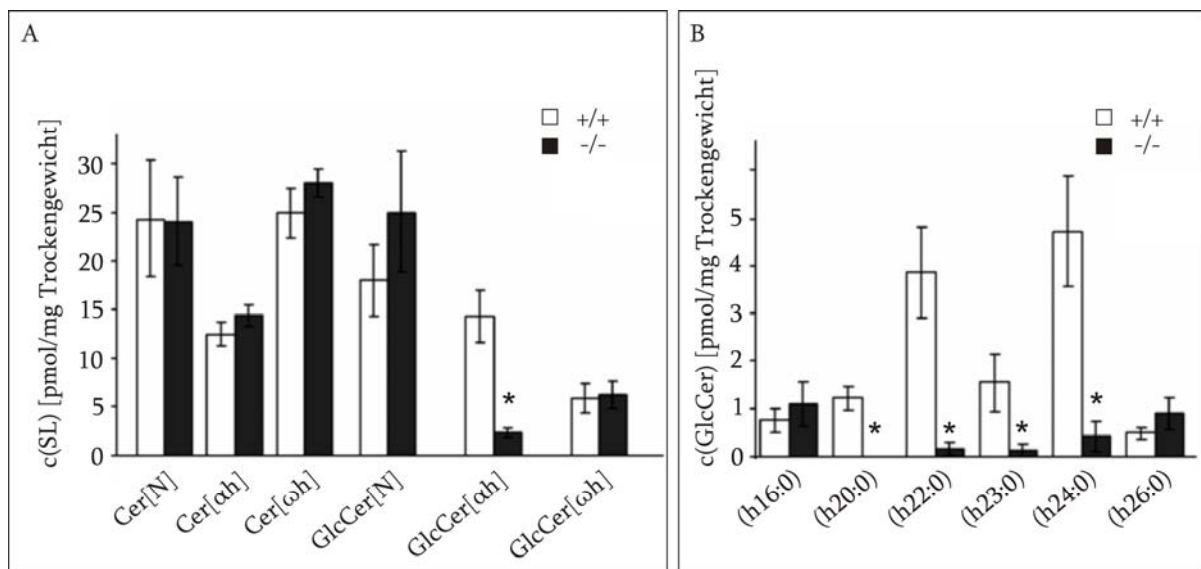 A
+/+
-/-
c(SL) [pmol/mg Trockengewicht]
30
25
20
15
10
5
0
*
Cer[N]
Cer[αh]
Cer[ωh]
GlcCer[N]
GlcCer[αh]
GlcCer[ωh]
B
+/+
-/-
c(GlcCer) [pmol/mg Trockengewicht]
5
4
3
2
1
0
*
*
*
*
(h16:0)
(h20:0)
(h22:0)
(h23:0)
(h24:0)
(h26:0)